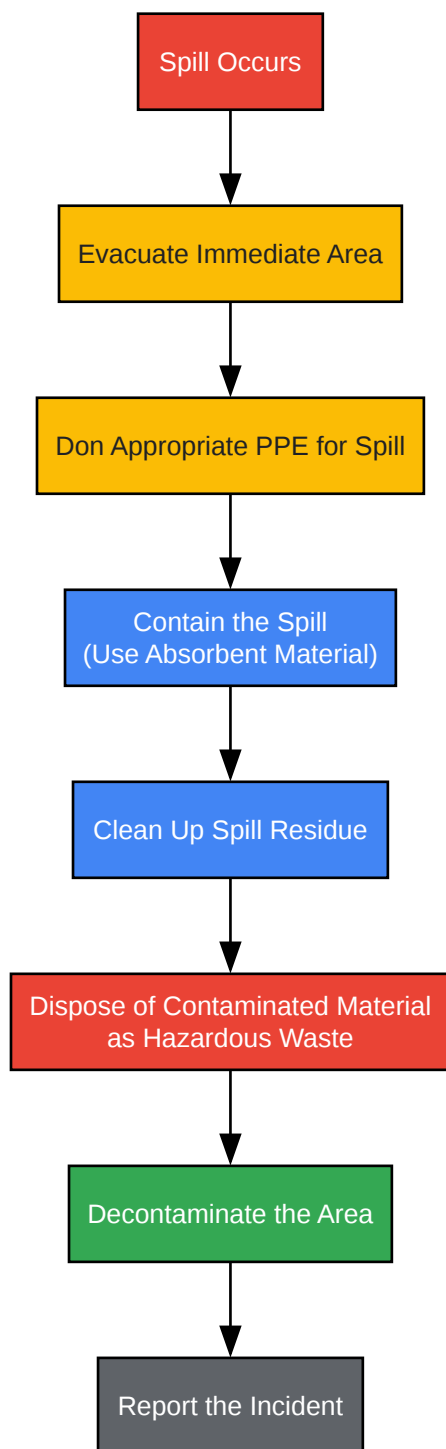 Spill Occurs
Evacuate Immediate Area
Don Appropriate PPE for Spill
Contain the Spill
(Use Absorbent Material)
Clean Up Spill Residue
Dispose of Contaminated Material
as Hazardous Waste
Decontaminate the Area
Report the Incident